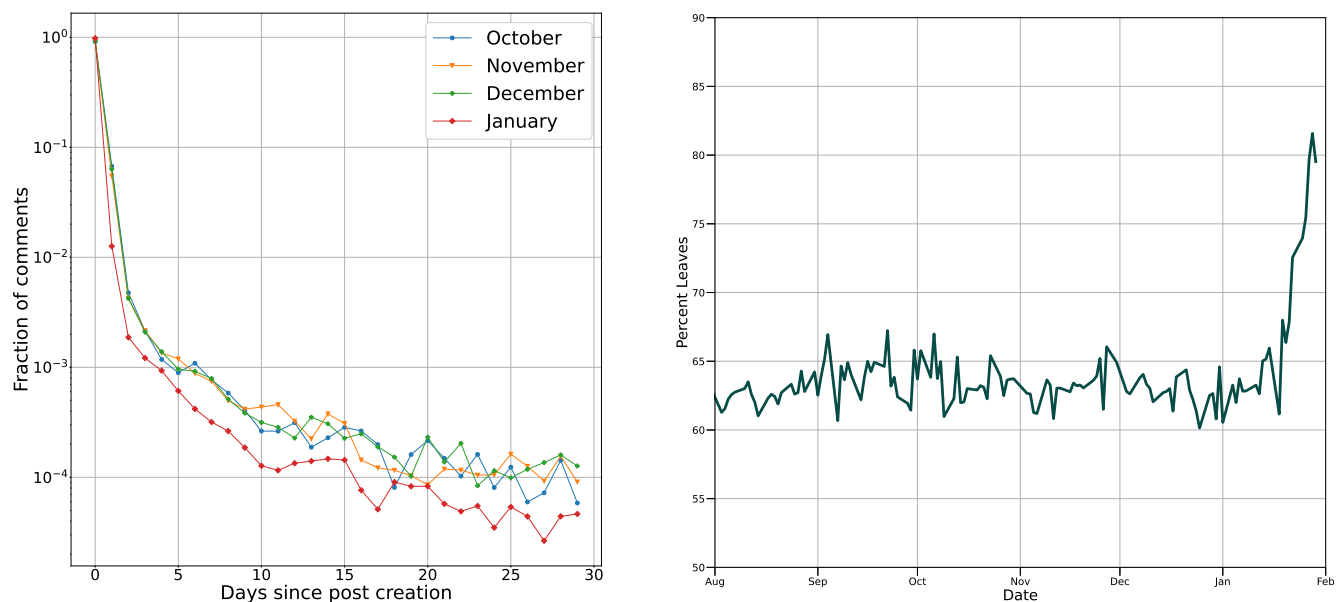 Fraction of comments
10⁰
10⁻¹
10⁻²
10⁻³
10⁻⁴
October
November
December
January
0 5 10 15 20 25 30
Days since post creation
Percent Leaves
90
85
80
75
70
65
60
55
50
Aug Sep Oct Nov Dec Jan Feb
Date